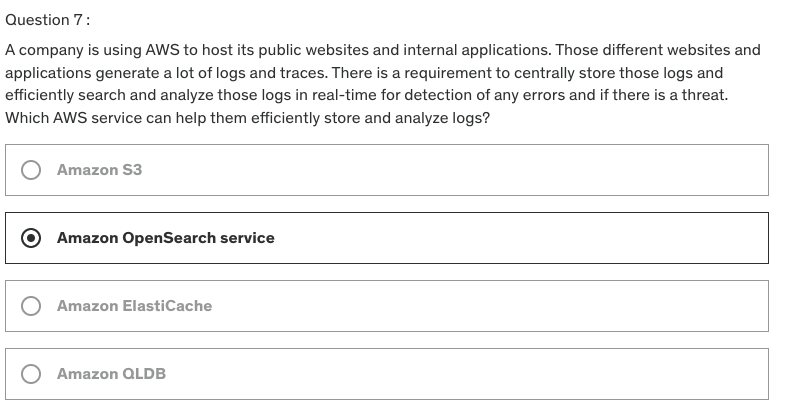 Question 7 :
A company is using AWS to host its public websites and internal applications. Those different websites and
applications generate a lot of logs and traces. There is a requirement to centrally store those logs and
efficiently search and analyze those logs in real-time for detection of any errors and if there is a threat.
Which AWS service can help them efficiently store and analyze logs?
Amazon S3
Amazon OpenSearch service
Amazon ElastiCache
Amazon QLDB